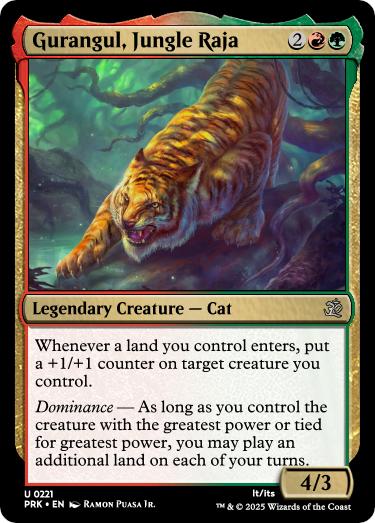 Gurangul, Jungle Raja 2
Legendary Creature — Cat
Whenever a land you control enters, put
a +1/+1 counter on target creature you
control.
Dominance — As long as you control the
creature with the greatest power or tied
for greatest power, you may play an
additional land on each of your turns.
4/3
U 0221
It/its
PRK • EN Ramon Puasa Jr.
™ & © 2025 Wizards of the Coast